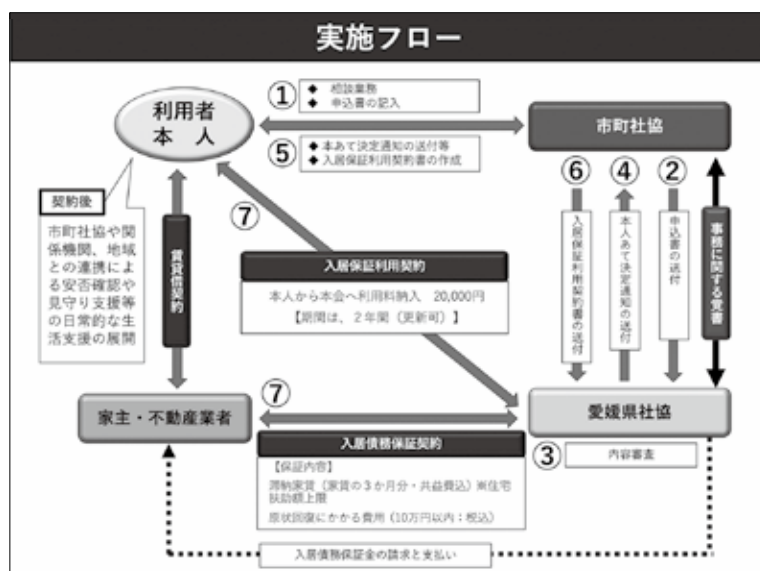 実施フロー
利用者
本 人
①
◆ 相談業務
◆ 申込書の記入
⑤
◆本あて決定通知の送付等
◆入居保証利用契約書の作成
市町社協
契約後
市町社協や関
係機関、地域
との連携によ
る安否確認や
見守り支援等
の日常的な生
活支援の展開
賃貸借契約
⑦
入居保証利用契約
本人から本会へ利用料納入 20,000円
【期間は、２年間（更新可）】
⑥
入居保証利用契約書の送付
④
本人あて決定通知の送付
②
申込書の送付
事務に関する覚書
家主・不動産業者
⑦
愛媛県社協
入居債務保証契約
【保証内容】
滞納家賃（家賃の３か月分・共益費込）※住宅
扶助額上限
原状回復にかかる費用（10万円以内：税込）
③
内容審査
入居債務保証金の請求と支払い